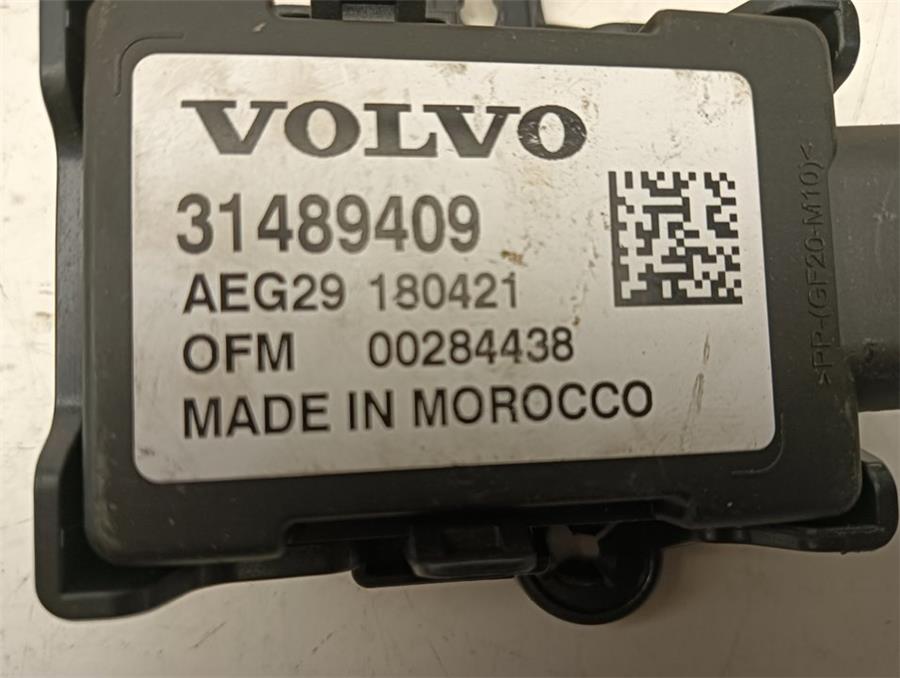 VOLVO
31489409
AEG29 180421
OFM 00284438
MADE IN MOROCCO
>PP-(GF20-M10)<